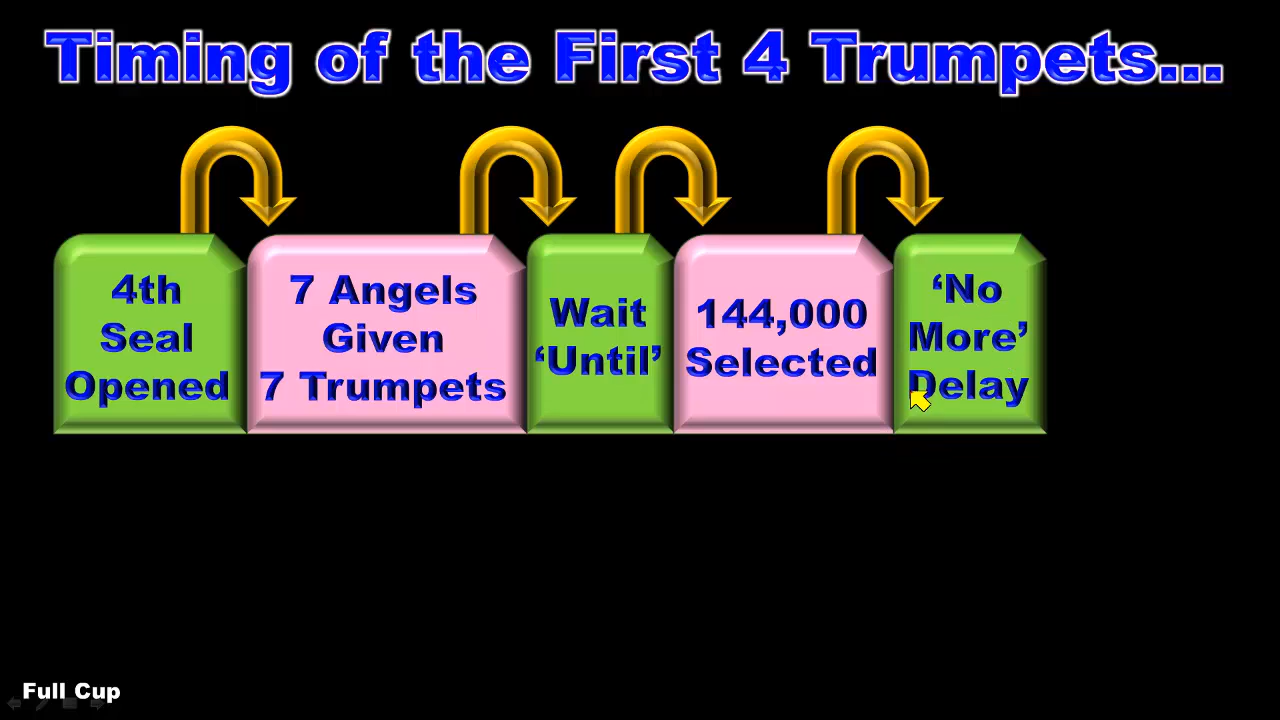 Timing of the First 4 Trumpets...
4th
Seal
Opened
7 Angels
Given
7 Trumpets
Wait
‘Until’
144,000
Selected
‘No
More’
Delay
Full Cup